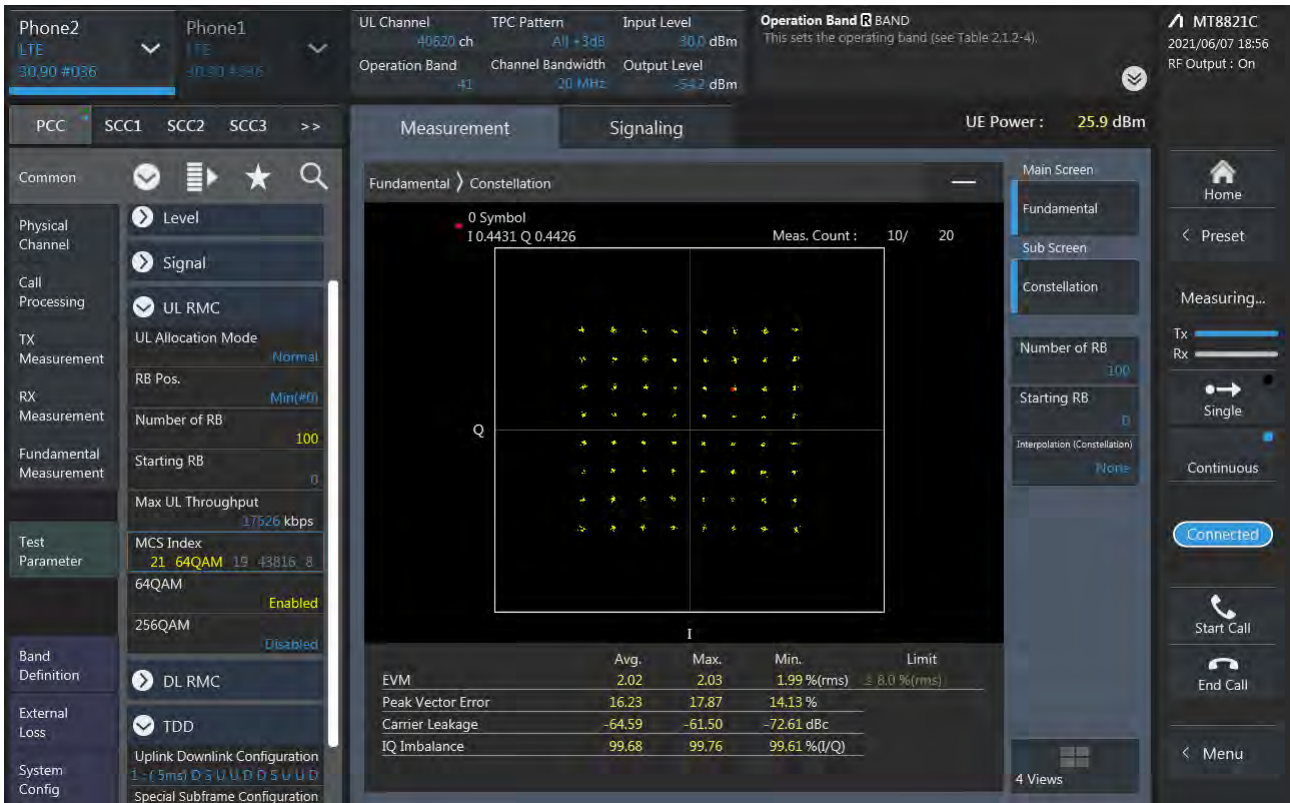 Phone2
LTE
30.90 #036
Phone1
LTE
30.90 #036
UL Channel
40620 ch
TPC Pattern
All +3dB
Input Level
30.0 dBm
Operation Band
41
Channel Bandwidth
20 MHz
Output Level
-54.2 dBm
Operation Band R BAND
This sets the operating band (see Table 2.1.2-4).
MT8821C
2021/06/07 18:56
RF Output : On
PCC
SCC1
SCC2
SCC3
>>
Measurement
Signaling
UE Power : 25.9 dBm
Common
Physical
Channel
Call
Processing
TX
Measurement
RX
Measurement
Fundamental
Measurement
Test
Parameter
Band
Definition
External
Loss
System
Config
Level
Signal
UL RMC
UL Allocation Mode
Normal
RB Pos.
Min(#0)
Number of RB
100
Starting RB
0
Max UL Throughput
17526 kbps
MCS Index
21 64QAM 19 43816 8
64QAM
Enabled
256QAM
Disabled
DL RMC
TDD
Uplink Downlink Configuration
1 : ( 5ms) D S U U D D S U U D
Special Subframe Configuration
Fundamental 〉 Constellation
0 Symbol
I 0.4431 Q 0.4426
Meas. Count : 10/ 20
Q
I
Avg. Max. Min. Limit
EVM 2.02 2.03 1.99 %(rms) ≤ 8.0 %(rms)
Peak Vector Error 16.23 17.87 14.13 %
Carrier Leakage -64.59 -61.50 -72.61 dBc
IQ Imbalance 99.68 99.76 99.61 %(I/Q)
Main Screen
Fundamental
Sub Screen
Constellation
Number of RB
100
Starting RB
0
Interpolation (Constellation)
None
4 Views
Home
< Preset
Measuring...
Tx
Rx
Single
Continuous
Connected
Start Call
End Call
< Menu